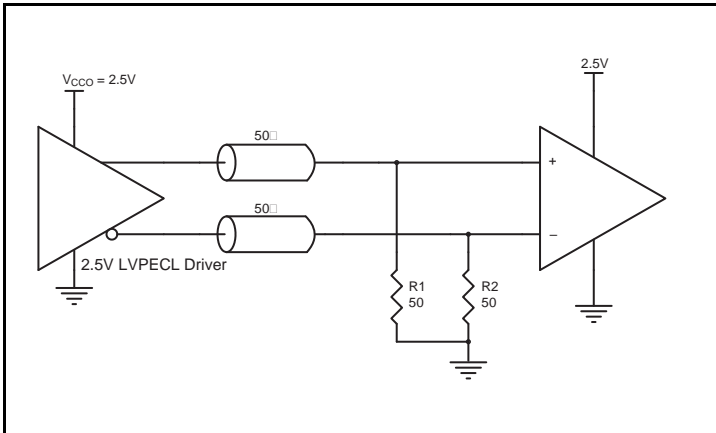 V_CCO = 2.5V
2.5V
50□
+
50□
−
2.5V LVPECL Driver
R1
50
R2
50